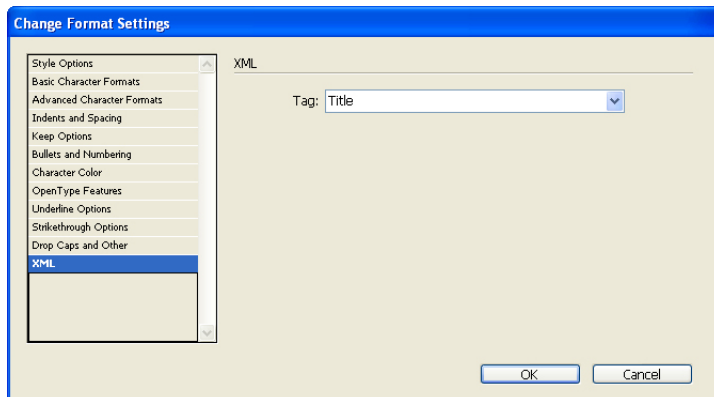 Change Format Settings
Style Options
Basic Character Formats
Advanced Character Formats
Indents and Spacing
Keep Options
Bullets and Numbering
Character Color
OpenType Features
Underline Options
Strikethrough Options
Drop Caps and Other
XML
XML
Tag: Title
OK Cancel